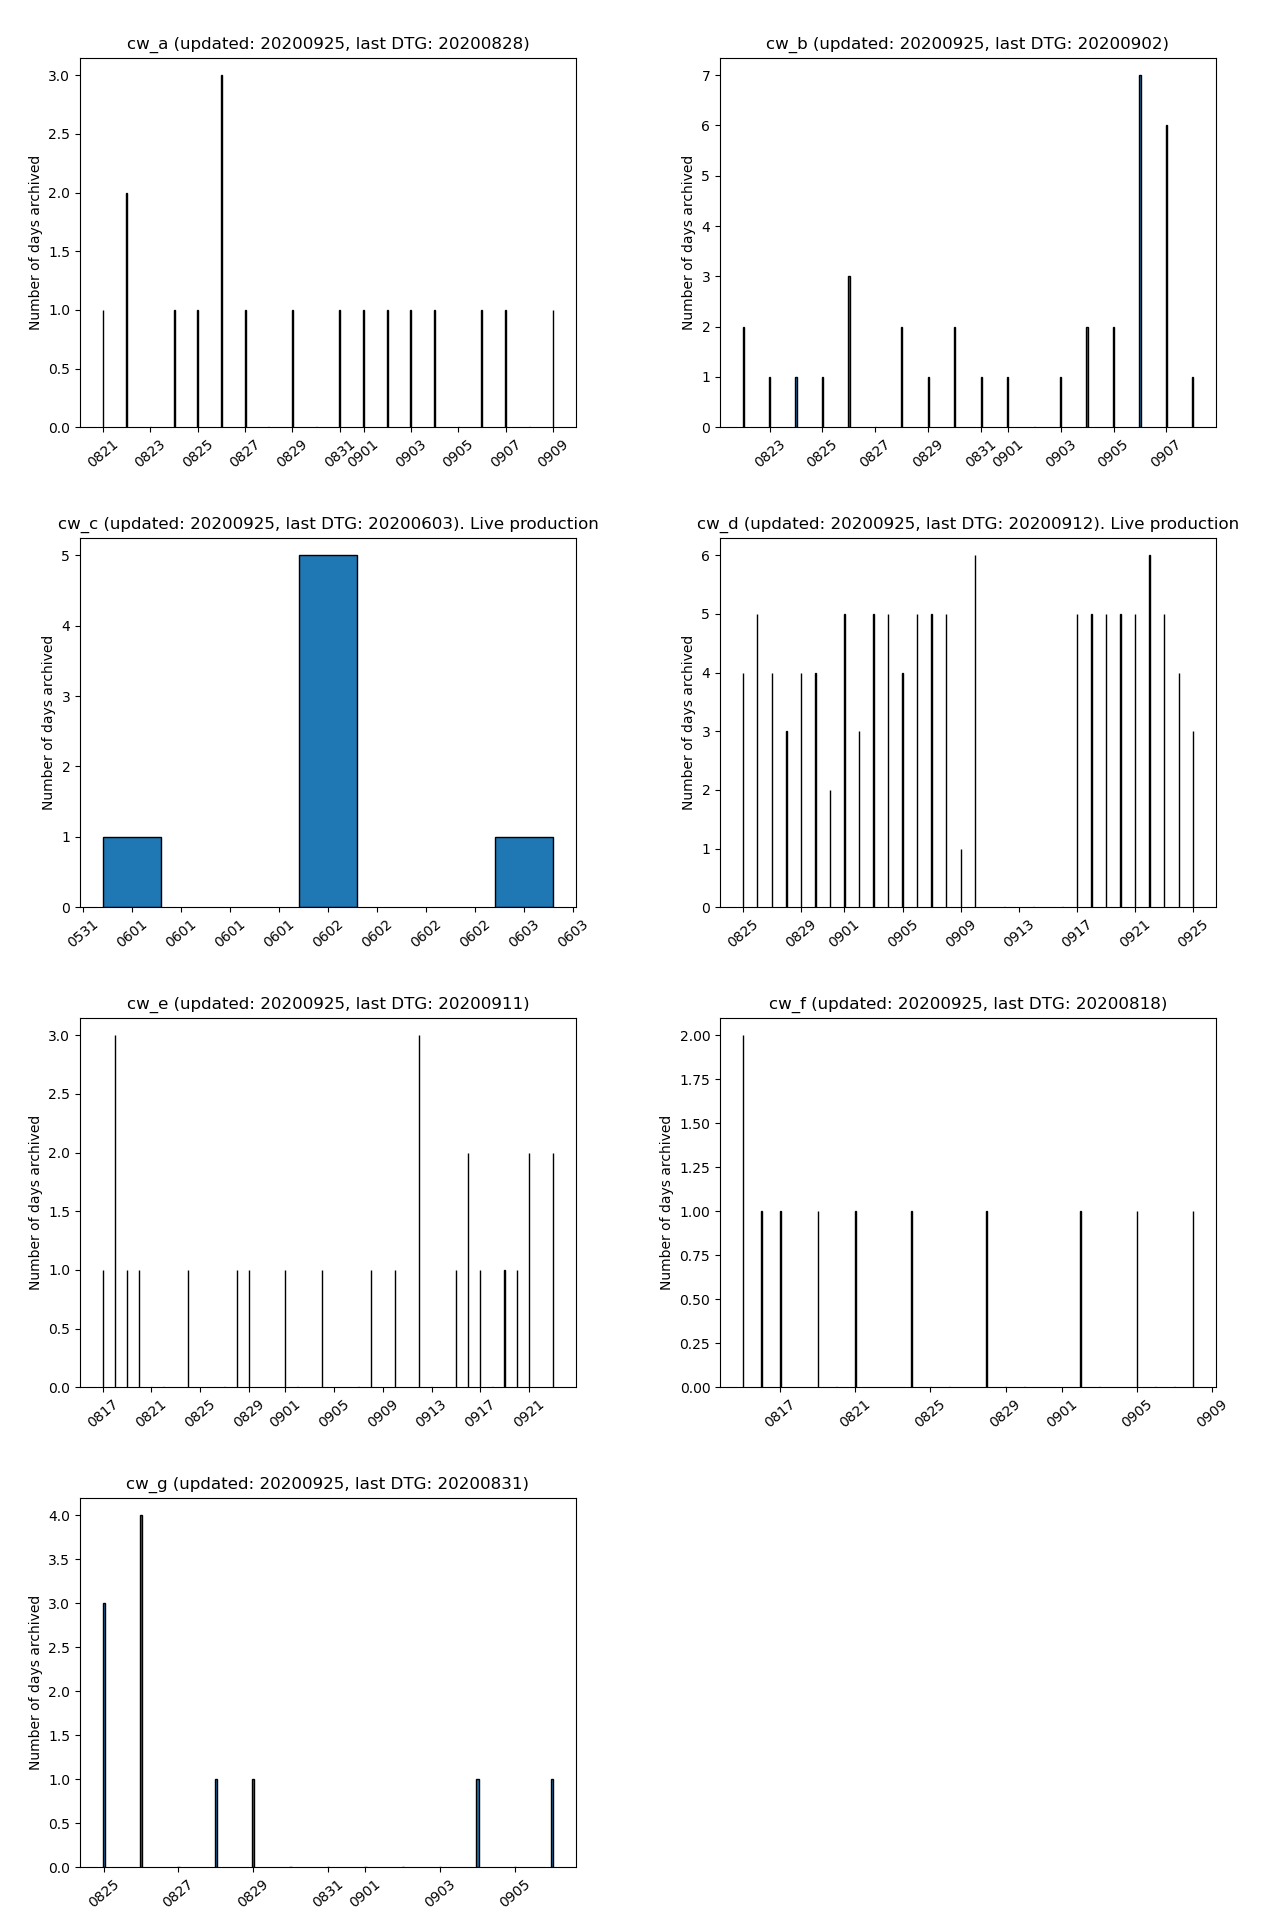 cw_a (updated: 20200925, last DTG: 20200828)
Number of days archived
3.0
2.5
2.0
1.5
1.0
0.5
0.0
0821 0823 0825 0827 0829 0831 0901 0903 0905 0907 0909
cw_b (updated: 20200925, last DTG: 20200902)
Number of days archived
7
6
5
4
3
2
1
0
0823 0825 0827 0829 0831 0901 0903 0905 0907
cw_c (updated: 20200925, last DTG: 20200603). Live production
Number of days archived
5
4
3
2
1
0
0531 0601 0601 0601 0601 0602 0602 0602 0602 0603 0603
cw_d (updated: 20200925, last DTG: 20200912). Live production
Number of days archived
6
5
4
3
2
1
0
0825 0829 0901 0905 0909 0913 0917 0921 0925
cw_e (updated: 20200925, last DTG: 20200911)
Number of days archived
3.0
2.5
2.0
1.5
1.0
0.5
0.0
0817 0821 0825 0829 0901 0905 0909 0913 0917 0921
cw_f (updated: 20200925, last DTG: 20200818)
Number of days archived
2.00
1.75
1.50
1.25
1.00
0.75
0.50
0.25
0.00
0817 0821 0825 0829 0901 0905 0909
cw_g (updated: 20200925, last DTG: 20200831)
Number of days archived
4.0
3.5
3.0
2.5
2.0
1.5
1.0
0.5
0.0
0825 0827 0829 0831 0901 0903 0905